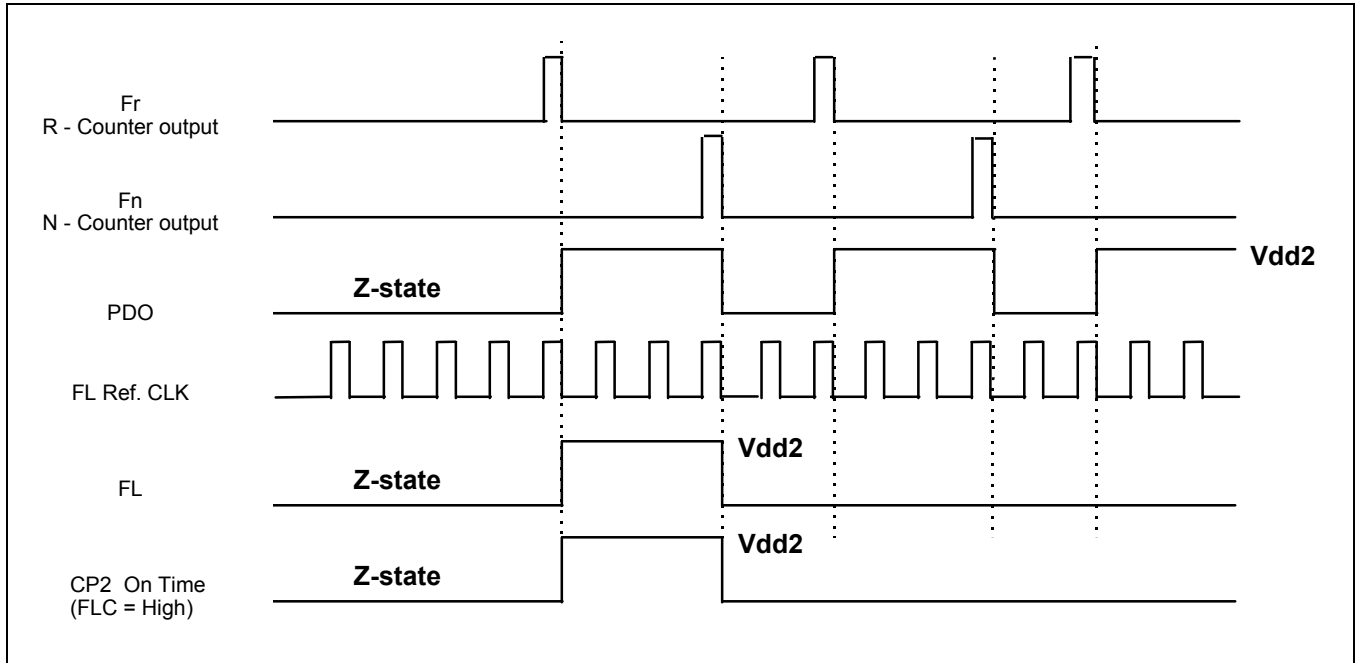 Fr
R - Counter output
Fn
N - Counter output
Vdd2
Z-state
PDO
FL Ref. CLK
Vdd2
Z-state
FL
Vdd2
Z-state
CP2 On Time
(FLC = High)